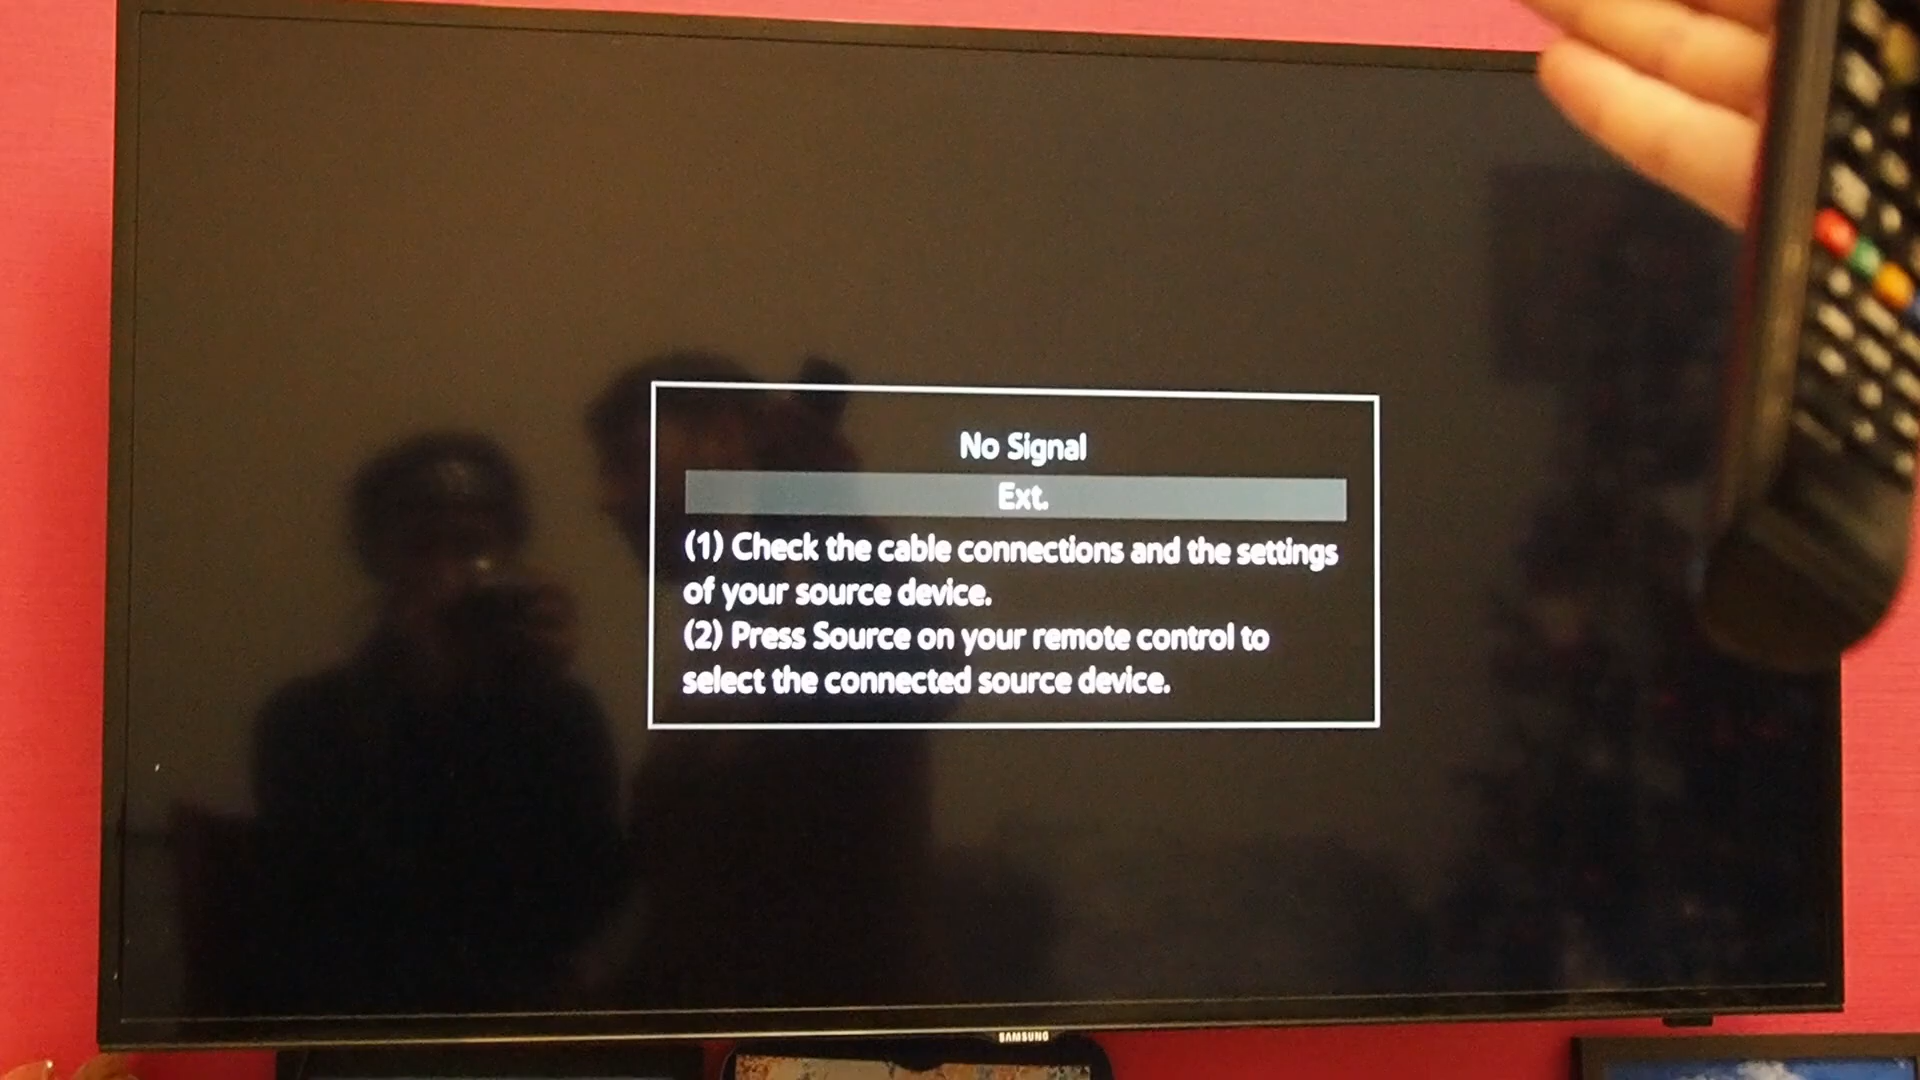 No Signal
Ext.
(1) Check the cable connections and the settings
of your source device.
(2) Press Source on your remote control to
select the connected source device.
SAMSUNG